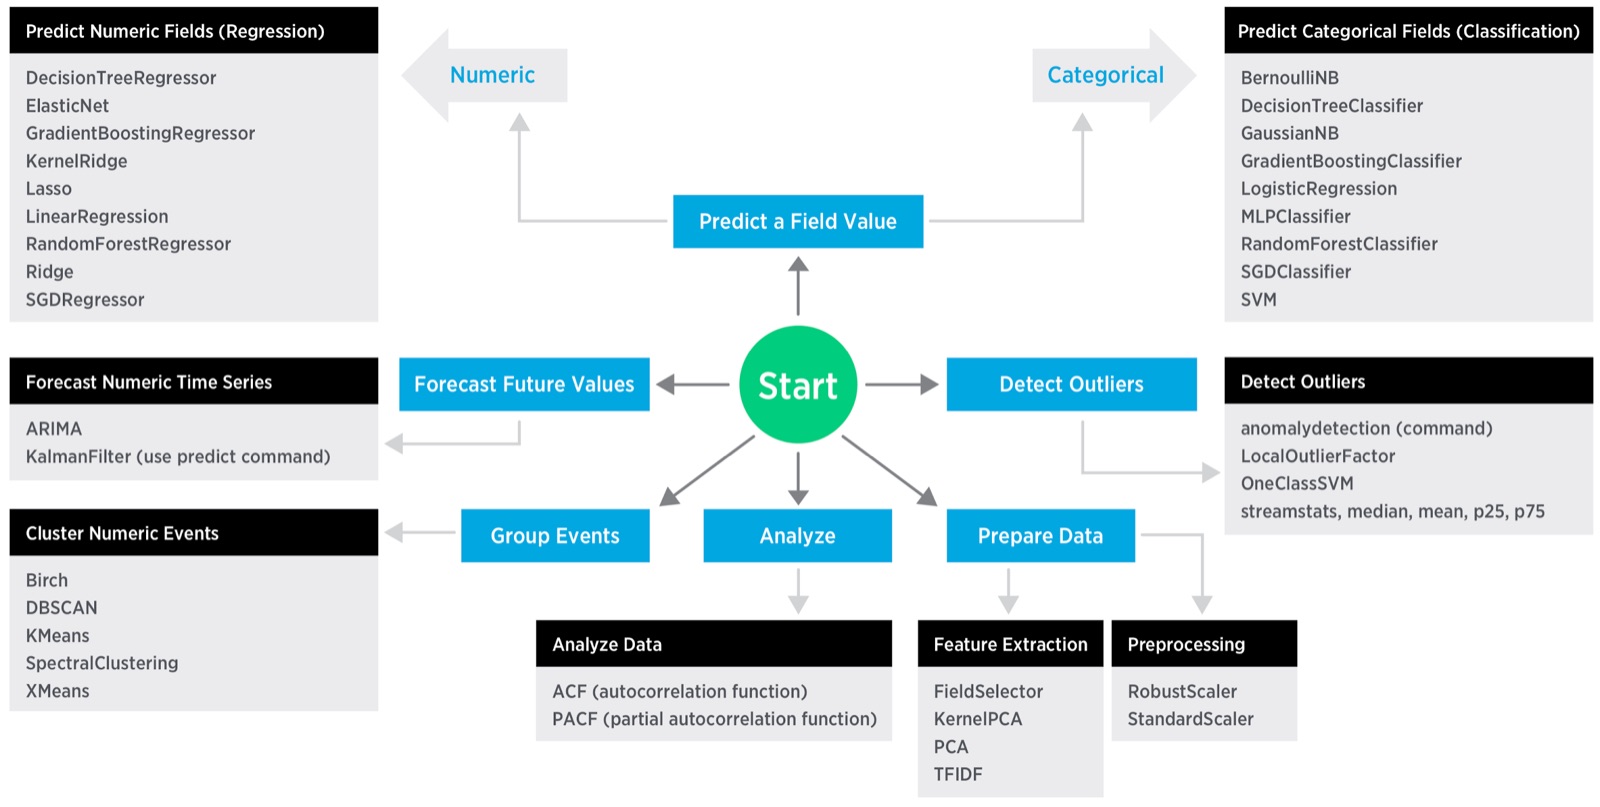 Predict Numeric Fields (Regression)
DecisionTreeRegressor
ElasticNet
GradientBoostingRegressor
KernelRidge
Lasso
LinearRegression
RandomForestRegressor
Ridge
SGDRegressor
Numeric
Categorical
Predict Categorical Fields (Classification)
BernoulliNB
DecisionTreeClassifier
GaussianNB
GradientBoostingClassifier
LogisticRegression
MLPClassifier
RandomForestClassifier
SGDClassifier
SVM
Predict a Field Value
Forecast Numeric Time Series
ARIMA
KalmanFilter (use predict command)
Forecast Future Values
Start
Detect Outliers
Detect Outliers
anomalydetection (command)
LocalOutlierFactor
OneClassSVM
streamstats, median, mean, p25, p75
Cluster Numeric Events
Birch
DBSCAN
KMeans
SpectralClustering
XMeans
Group Events
Analyze
Prepare Data
Analyze Data
ACF (autocorrelation function)
PACF (partial autocorrelation function)
Feature Extraction
FieldSelector
KernelPCA
PCA
TFIDF
Preprocessing
RobustScaler
StandardScaler